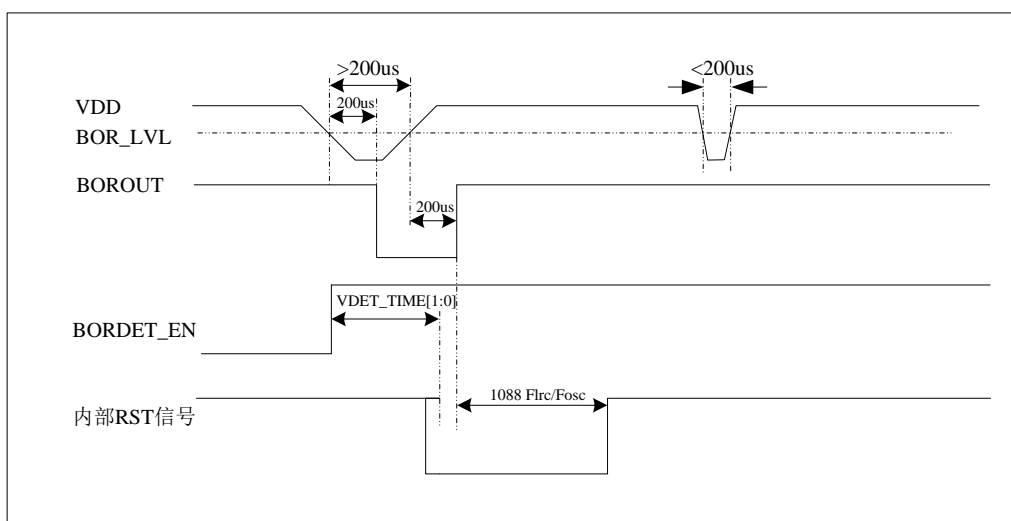 >200us
<200us
VDD
200us
BOR_LVL
BOROUT
200us
VDET_TIME[1:0]
BORDET_EN
1088 Flrc/Fosc
内部RST信号